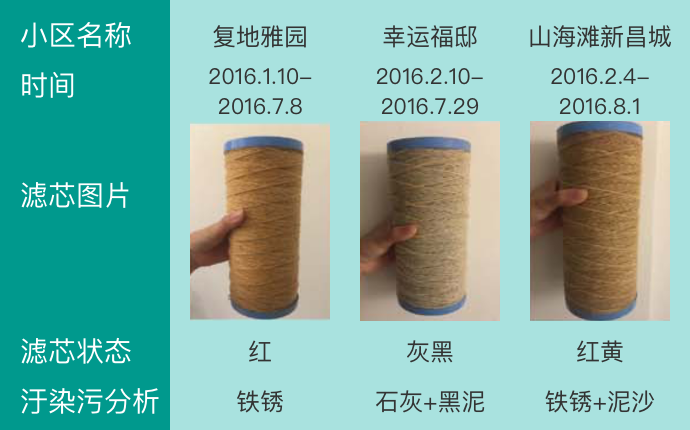 小区名称 复地雅园 幸运福邸 山海滩新昌城
时间 2016.1.10– 2016.2.10– 2016.2.4–
2016.7.8 2016.7.29 2016.8.1
滤芯图片
滤芯状态 红 灰黑 红黄
汙染污分析 铁锈 石灰+黑泥 铁锈+泥沙